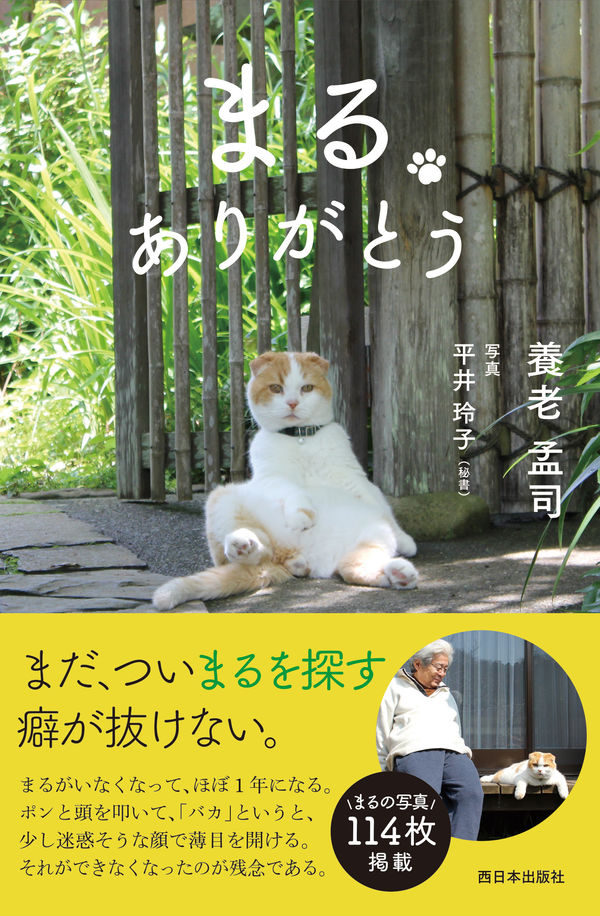 まる
ありがとう
養老 孟司
写真
平井 玲子（秘書）
まだ、ついまるを探す
癖が抜けない。
まるがいなくなって、ほぼ１年になる。
ポンと頭を叩いて、「バカ」というと、
少し迷惑そうな顔で薄目を開ける。
それができなくなったのが残念である。
まるの写真
114枚
掲載
西日本出版社